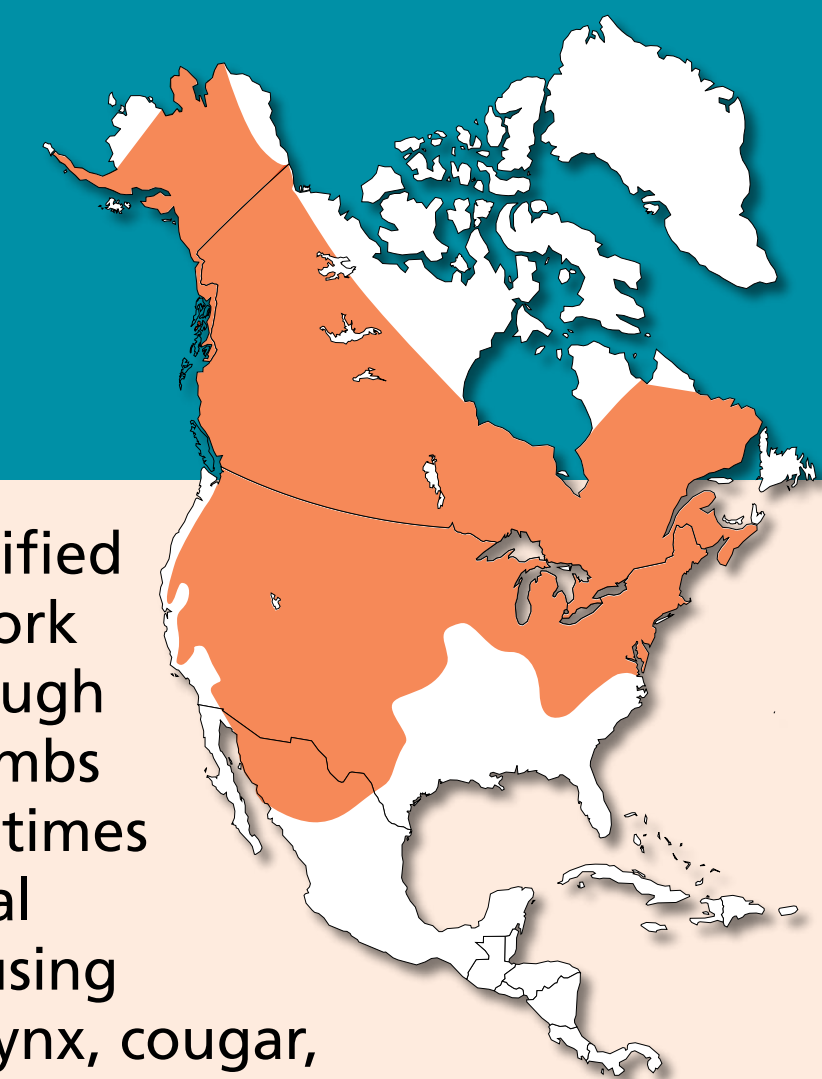 ified
ork
ugh
mbs
times
al
using
ynx, cougar,